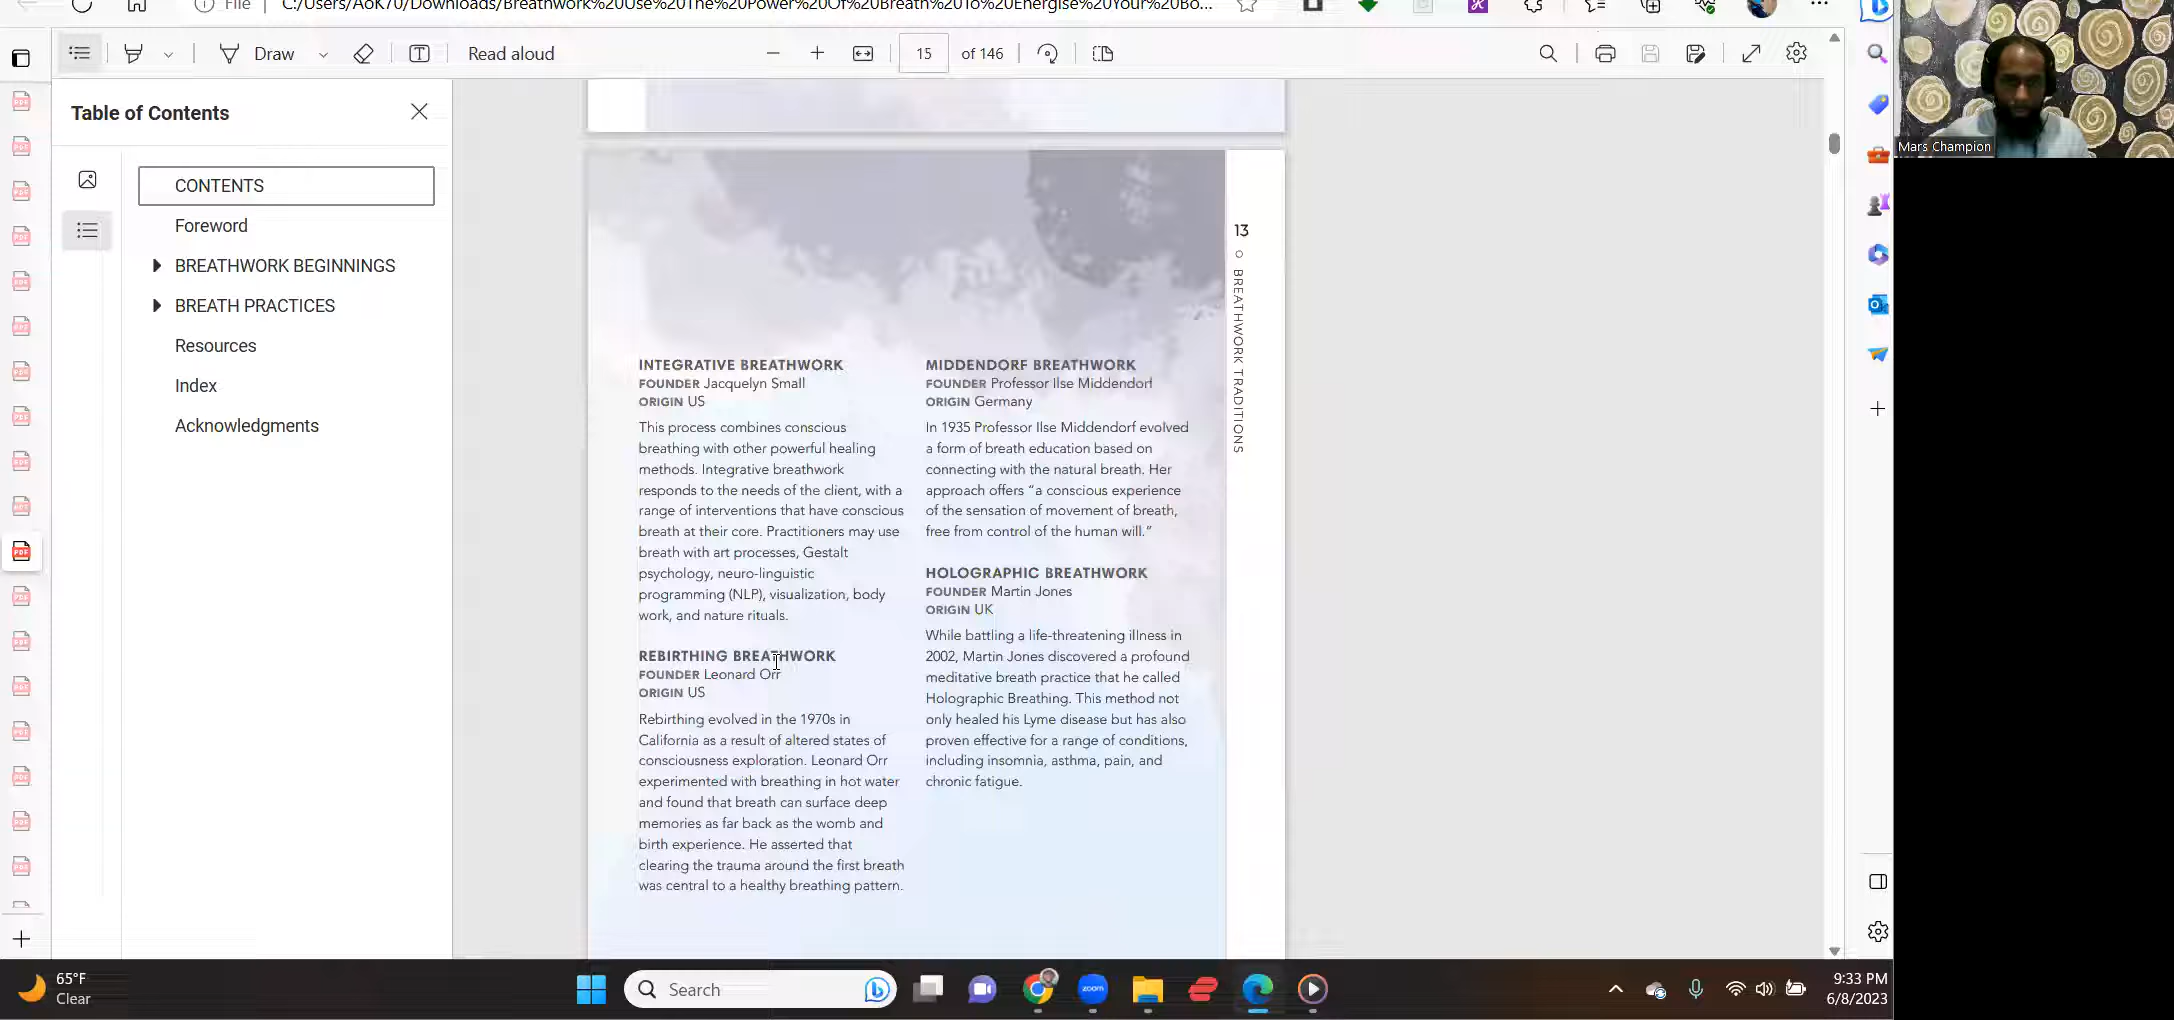 File
C:/Users/AoK70/Downloads/Breathwork%20Use%20The%20Power%20Of%20Breath%20To%20Energise%20Your%20Bo...
Draw
Read aloud
15
of 146
Table of Contents
CONTENTS
Foreword
BREATHWORK BEGINNINGS
BREATH PRACTICES
Resources
Index
Acknowledgments
13
BREATHWORK TRADITIONS
INTEGRATIVE BREATHWORK
FOUNDER Jacquelyn Small
ORIGIN US
This process combines conscious
breathing with other powerful healing
methods. Integrative breathwork
responds to the needs of the client, with a
range of interventions that have conscious
breath at their core. Practitioners may use
breath with art processes, Gestalt
psychology, neuro-linguistic
programming (NLP), visualization, body
work, and nature rituals.
REBIRTHING BREATHWORK
FOUNDER Leonard Orr
ORIGIN US
Rebirthing evolved in the 1970s in
California as a result of altered states of
consciousness exploration. Leonard Orr
experimented with breathing in hot water
and found that breath can surface deep
memories as far back as the womb and
birth experience. He asserted that
clearing the trauma around the first breath
was central to a healthy breathing pattern.
MIDDENDORF BREATHWORK
FOUNDER Professor Ilse Middendorf
ORIGIN Germany
In 1935 Professor Ilse Middendorf evolved
a form of breath education based on
connecting with the natural breath. Her
approach offers “a conscious experience
of the sensation of movement of breath,
free from control of the human will.”
HOLOGRAPHIC BREATHWORK
FOUNDER Martin Jones
ORIGIN UK
While battling a life-threatening illness in
2002, Martin Jones discovered a profound
meditative breath practice that he called
Holographic Breathing. This method not
only healed his Lyme disease but has also
proven effective for a range of conditions,
including insomnia, asthma, pain, and
chronic fatigue.
Mars Champion
65°F
Clear
Search
zoom
9:33 PM
6/8/2023